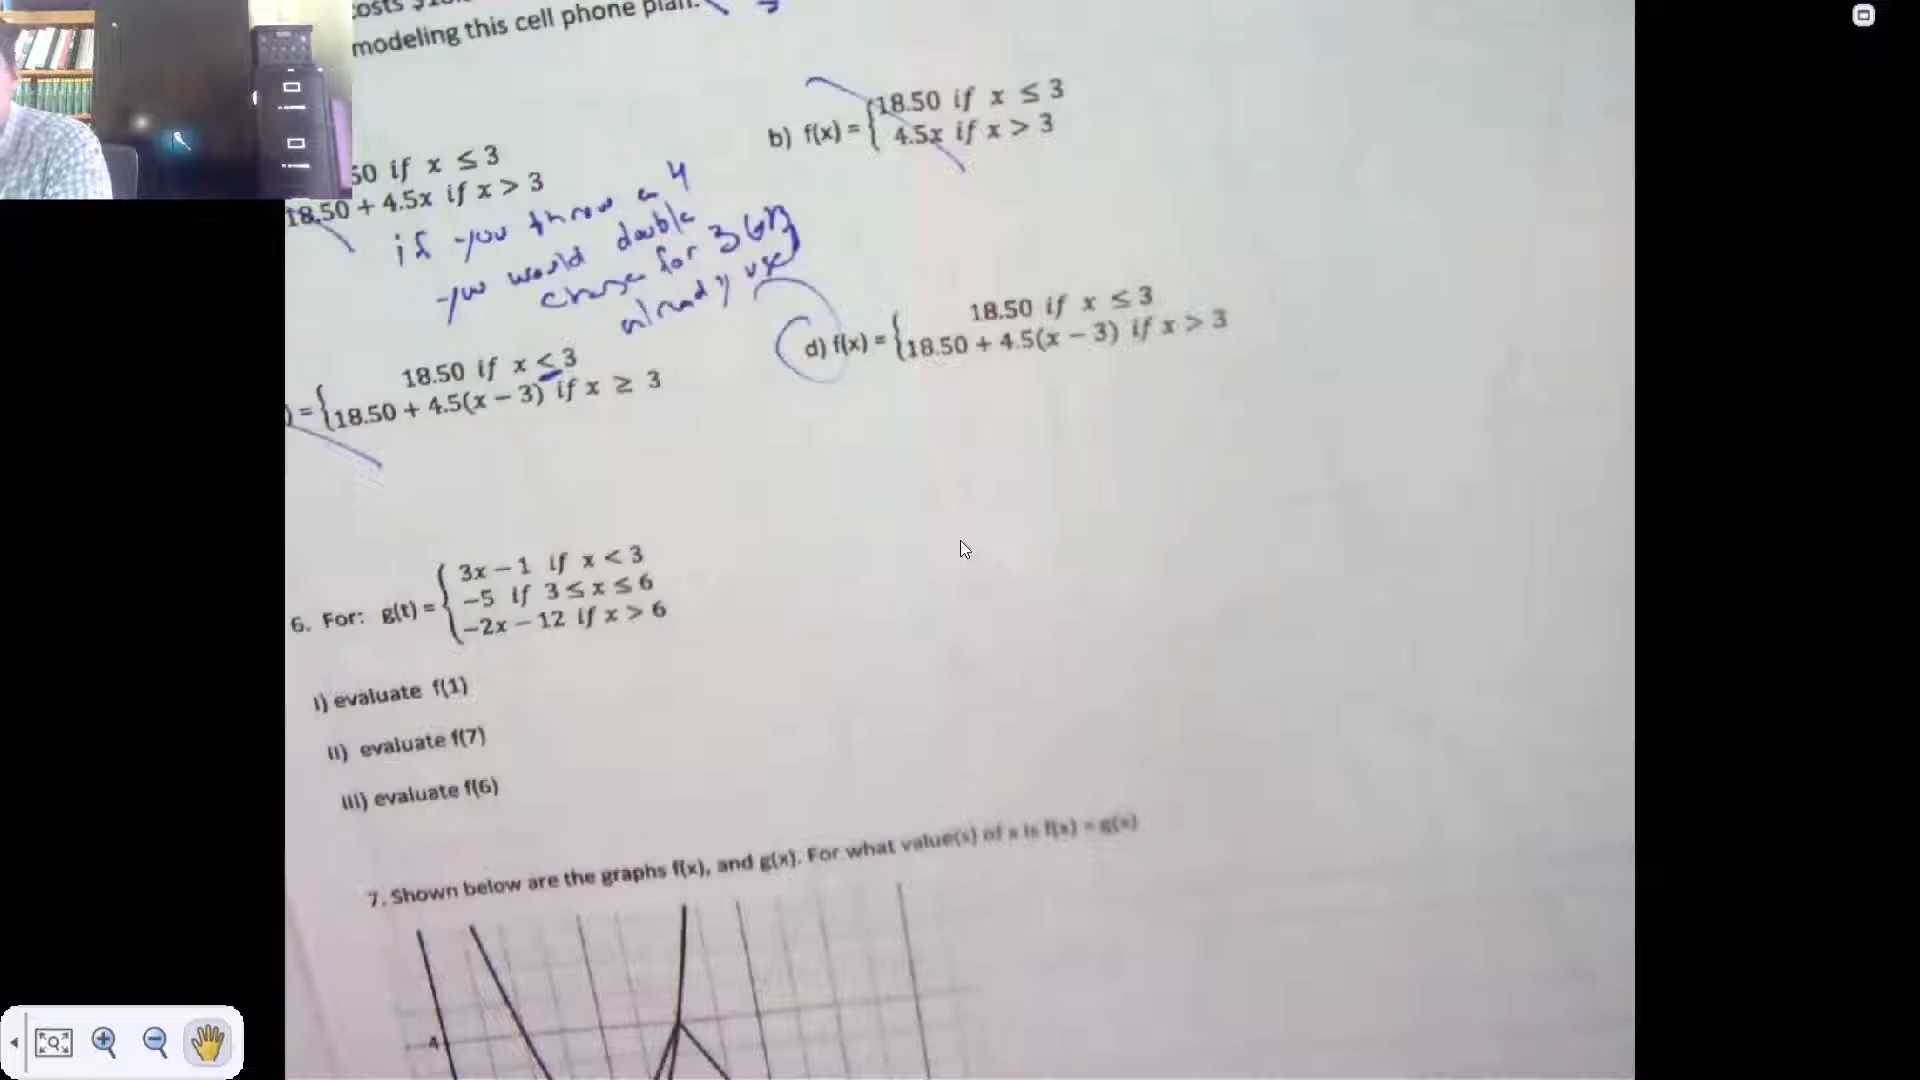 modeling this cell phone plan.
50 if x ≤ 3
18.50 + 4.5x if x > 3
b) f(x) = { 18.50 if x ≤ 3
4.5x if x > 3
if you throw a 4
you would double
charge for 3 GB
already use
) = { 18.50 if x < 3
18.50 + 4.5(x − 3) if x ≥ 3
d) f(x) = { 18.50 if x ≤ 3
18.50 + 4.5(x − 3) if x > 3
6. For: g(t) = { 3x − 1 if x < 3
−5 if 3 ≤ x ≤ 6
−2x − 12 if x > 6
i) evaluate f(1)
ii) evaluate f(7)
iii) evaluate f(6)
7. Shown below are the graphs f(x), and g(x). For what value(s) of x is f(x) = g(x)
4